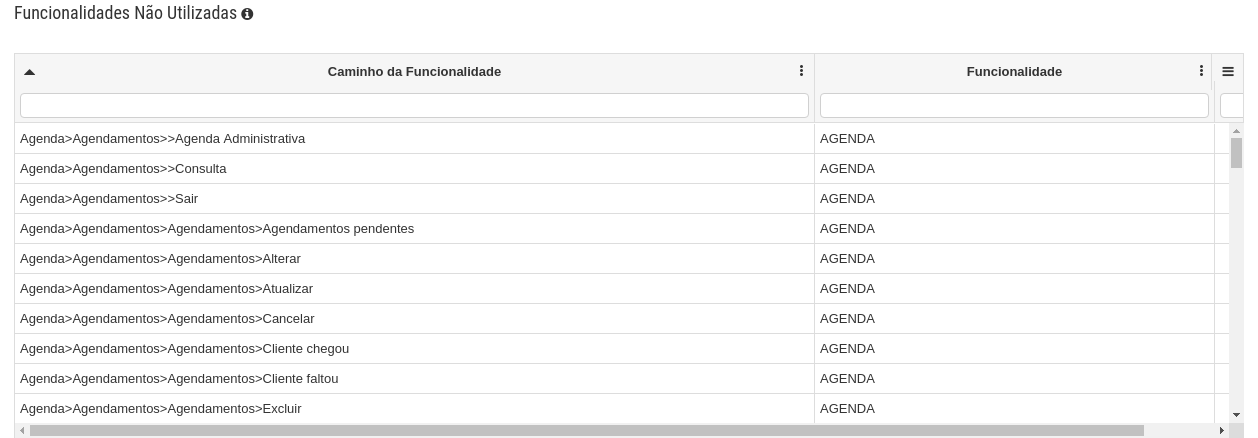 Funcionalidades Não Utilizadas
Caminho da Funcionalidade Funcionalidade
Agenda>Agendamentos>>Agenda Administrativa AGENDA
Agenda>Agendamentos>>Consulta AGENDA
Agenda>Agendamentos>>Sair AGENDA
Agenda>Agendamentos>Agendamentos>Agendamentos pendentes AGENDA
Agenda>Agendamentos>Agendamentos>Alterar AGENDA
Agenda>Agendamentos>Agendamentos>Atualizar AGENDA
Agenda>Agendamentos>Agendamentos>Cancelar AGENDA
Agenda>Agendamentos>Agendamentos>Cliente chegou AGENDA
Agenda>Agendamentos>Agendamentos>Cliente faltou AGENDA
Agenda>Agendamentos>Agendamentos>Excluir AGENDA